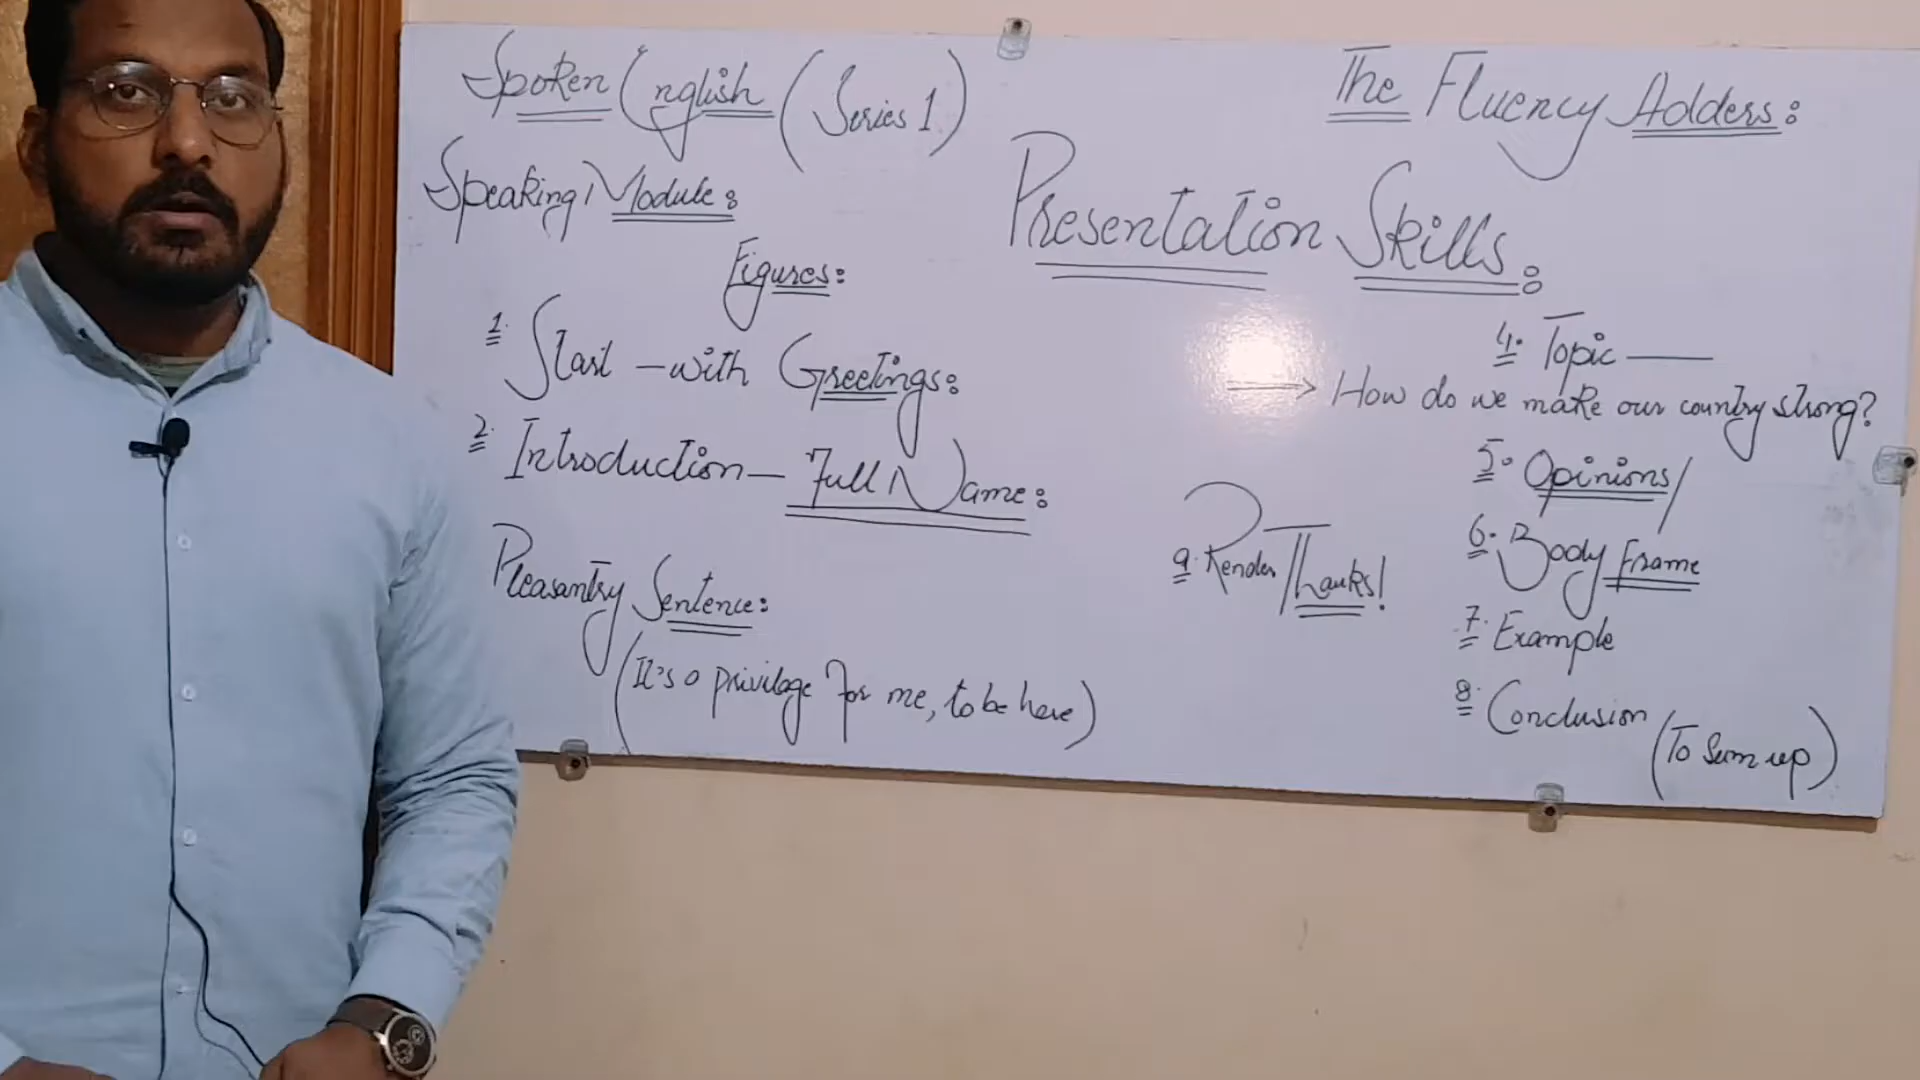 Spoken English (Series 1)
The Fluency Adders:
Speaking Module:
Presentation Skills:
Figures:
1. Start - with Greetings:
2. Introduction - Full Name:
Pleasantry Sentence:
(It's a privilage for me, to be here)
4. Topic —
→ How do we make our country strong?
5. Opinions/
6. Body frame
7. Example
8. Conclusion
(To Sum up)
9. Render Thanks!